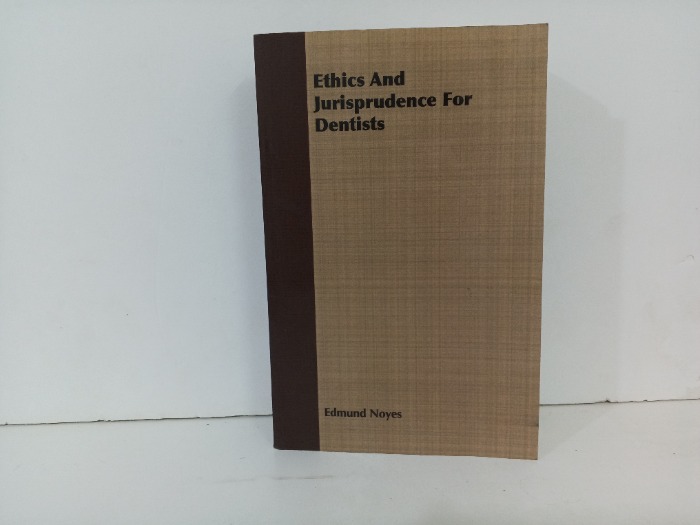 Ethics And
Jurisprudence For
Dentists
Edmund Noyes